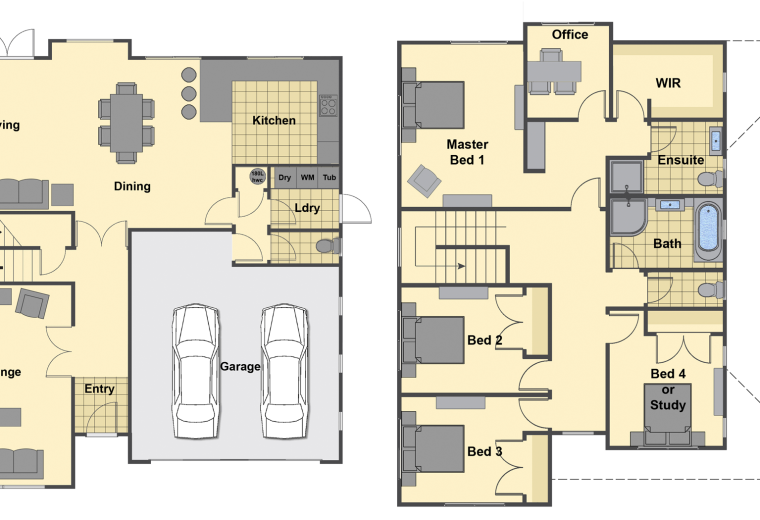 Kitchen
ving
Dining
180L
hwc
Dry
WM
Tub
Ldry
Garage
nge
Entry
Office
WIR
Master
Bed 1
Ensuite
Bath
Bed 2
Bed 4
or
Study
Bed 3